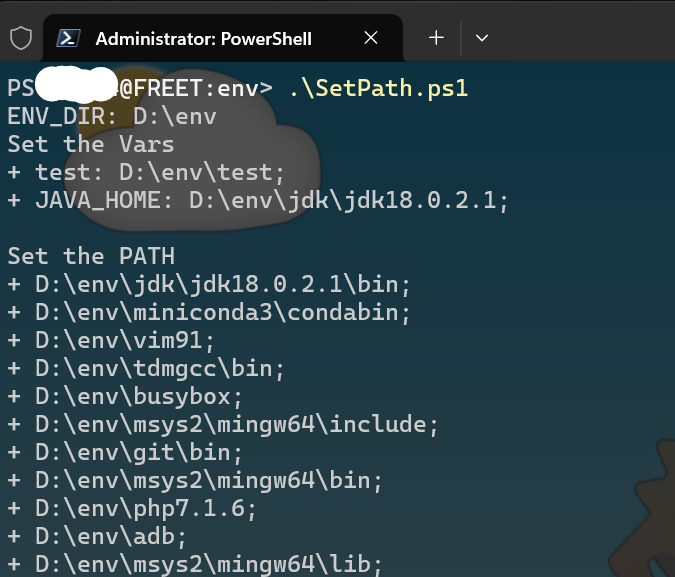 Administrator: PowerShell
PS @FREET:env> .\SetPath.ps1
ENV_DIR: D:\env
Set the Vars
+ test: D:\env\test;
+ JAVA_HOME: D:\env\jdk\jdk18.0.2.1;
Set the PATH
+ D:\env\jdk\jdk18.0.2.1\bin;
+ D:\env\miniconda3\condabin;
+ D:\env\vim91;
+ D:\env\tdmgcc\bin;
+ D:\env\busybox;
+ D:\env\msys2\mingw64\include;
+ D:\env\git\bin;
+ D:\env\msys2\mingw64\bin;
+ D:\env\php7.1.6;
+ D:\env\adb;
+ D:\env\msys2\mingw64\lib;